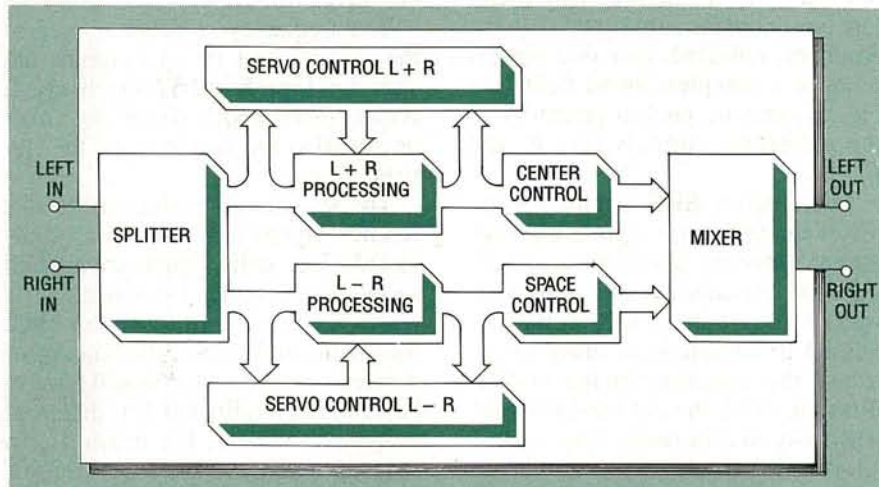 SERVO CONTROL L + R
LEFT
IN
RIGHT
IN
SPLITTER
L + R
PROCESSING
CENTER
CONTROL
L − R
PROCESSING
SPACE
CONTROL
SERVO CONTROL L − R
MIXER
LEFT
OUT
RIGHT
OUT